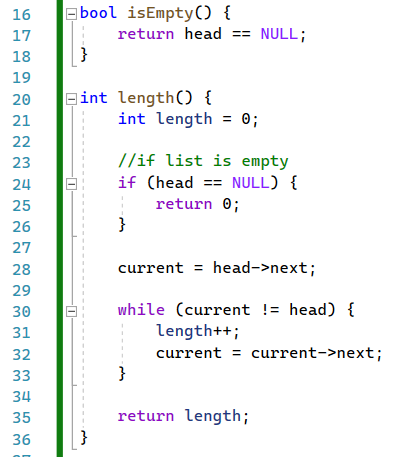 16 bool isEmpty() {
17     return head == NULL;
18 }
19
20 int length() {
21     int length = 0;
22
23     //if list is empty
24     if (head == NULL) {
25         return 0;
26     }
27
28     current = head->next;
29
30     while (current != head) {
31         length++;
32         current = current->next;
33     }
34
35     return length;
36 }